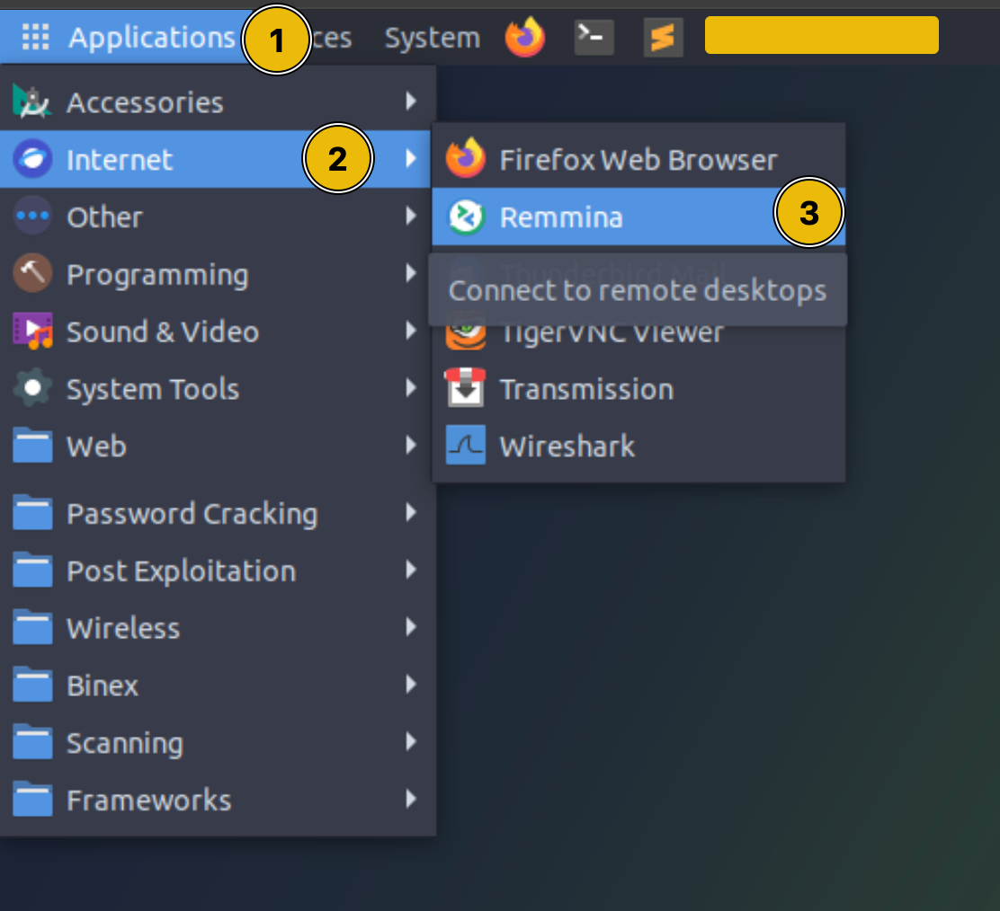 Applications 1 ces System
Accessories
Internet 2
Other
Programming
Sound & Video
System Tools
Web
Password Cracking
Post Exploitation
Wireless
Binex
Scanning
Frameworks
Firefox Web Browser
Remmina 3
Thunderbird Mail
Connect to remote desktops
TigerVNC Viewer
Transmission
Wireshark